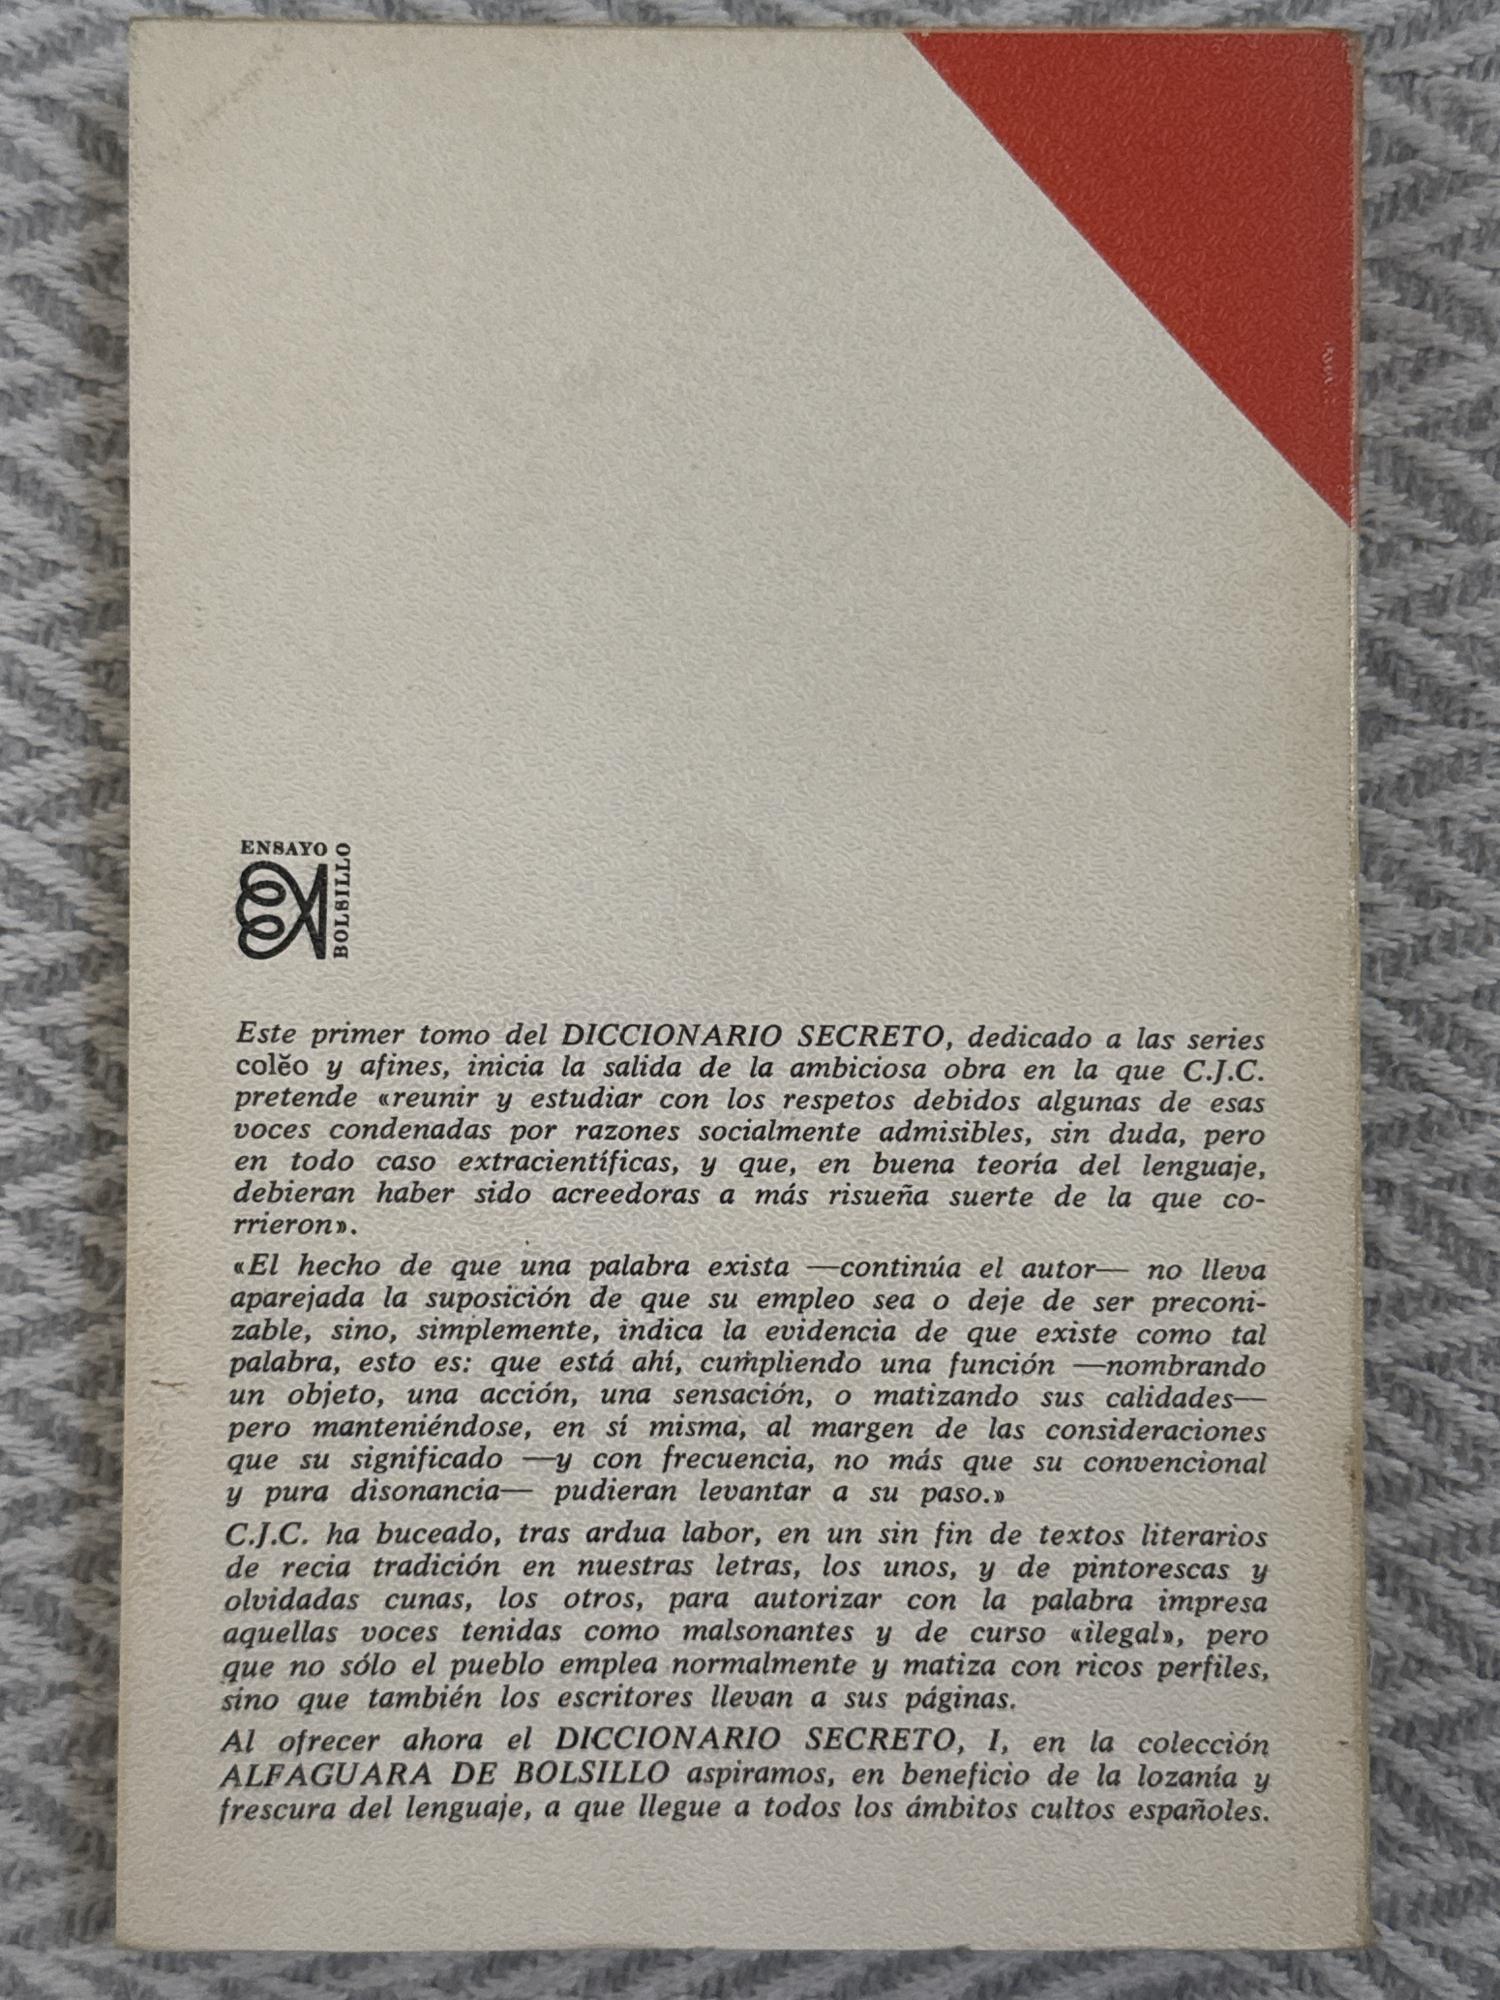 ENSAYO
BOLSILLO
Este primer tomo del DICCIONARIO SECRETO, dedicado a las series
colĕo y afines, inicia la salida de la ambiciosa obra en la que C.J.C.
pretende «reunir y estudiar con los respetos debidos algunas de esas
voces condenadas por razones socialmente admisibles, sin duda, pero
en todo caso extracientíficas, y que, en buena teoría del lenguaje,
debieran haber sido acreedoras a más risueña suerte de la que co-
rrieron».
«El hecho de que una palabra exista —continúa el autor— no lleva
aparejada la suposición de que su empleo sea o deje de ser preconi-
zable, sino, simplemente, indica la evidencia de que existe como tal
palabra, esto es: que está ahí, cumpliendo una función —nombrando
un objeto, una acción, una sensación, o matizando sus calidades—
pero manteniéndose, en sí misma, al margen de las consideraciones
que su significado —y con frecuencia, no más que su convencional
y pura disonancia— pudieran levantar a su paso.»
C.J.C. ha buceado, tras ardua labor, en un sin fin de textos literarios
de recia tradición en nuestras letras, los unos, y de pintorescas y
olvidadas cunas, los otros, para autorizar con la palabra impresa
aquellas voces tenidas como malsonantes y de curso «ilegal», pero
que no sólo el pueblo emplea normalmente y matiza con ricos perfiles,
sino que también los escritores llevan a sus páginas.
Al ofrecer ahora el DICCIONARIO SECRETO, I, en la colección
ALFAGUARA DE BOLSILLO aspiramos, en beneficio de la lozanía y
frescura del lenguaje, a que llegue a todos los ámbitos cultos españoles.